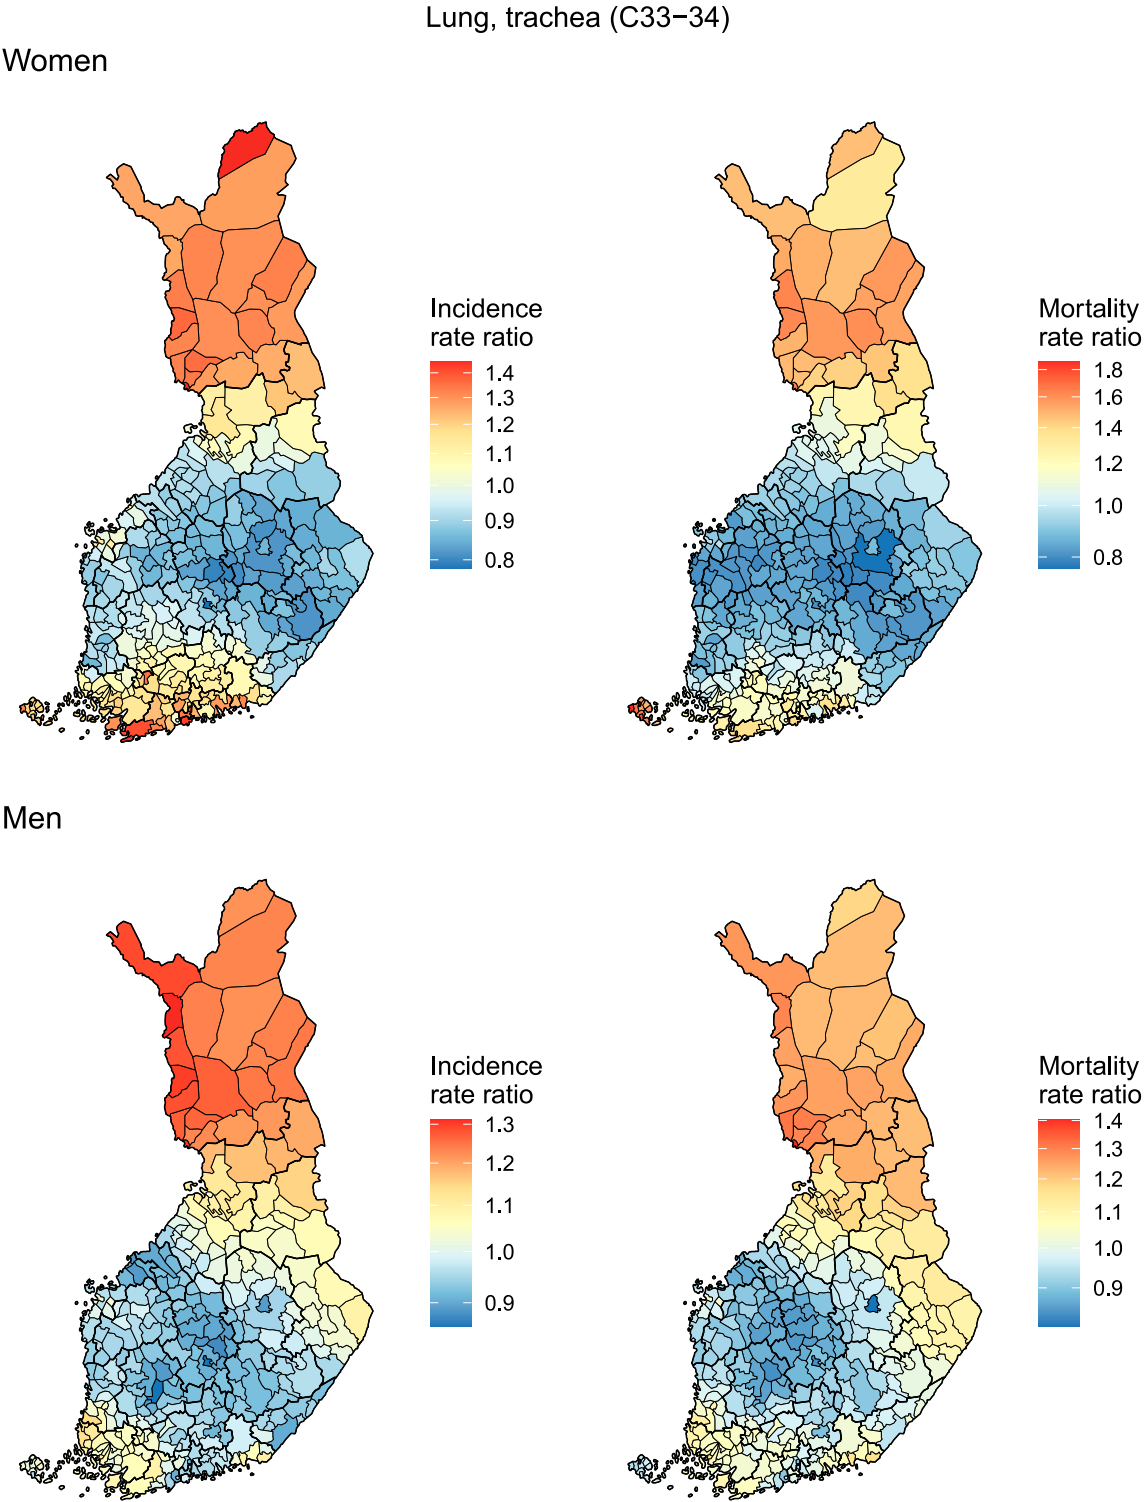 Lung, trachea (C33−34)
Women
Incidence
rate ratio
1.4
1.3
1.2
1.1
1.0
0.9
0.8
Mortality
rate ratio
1.8
1.6
1.4
1.2
1.0
0.8
Men
Incidence
rate ratio
1.3
1.2
1.1
1.0
0.9
Mortality
rate ratio
1.4
1.3
1.2
1.1
1.0
0.9